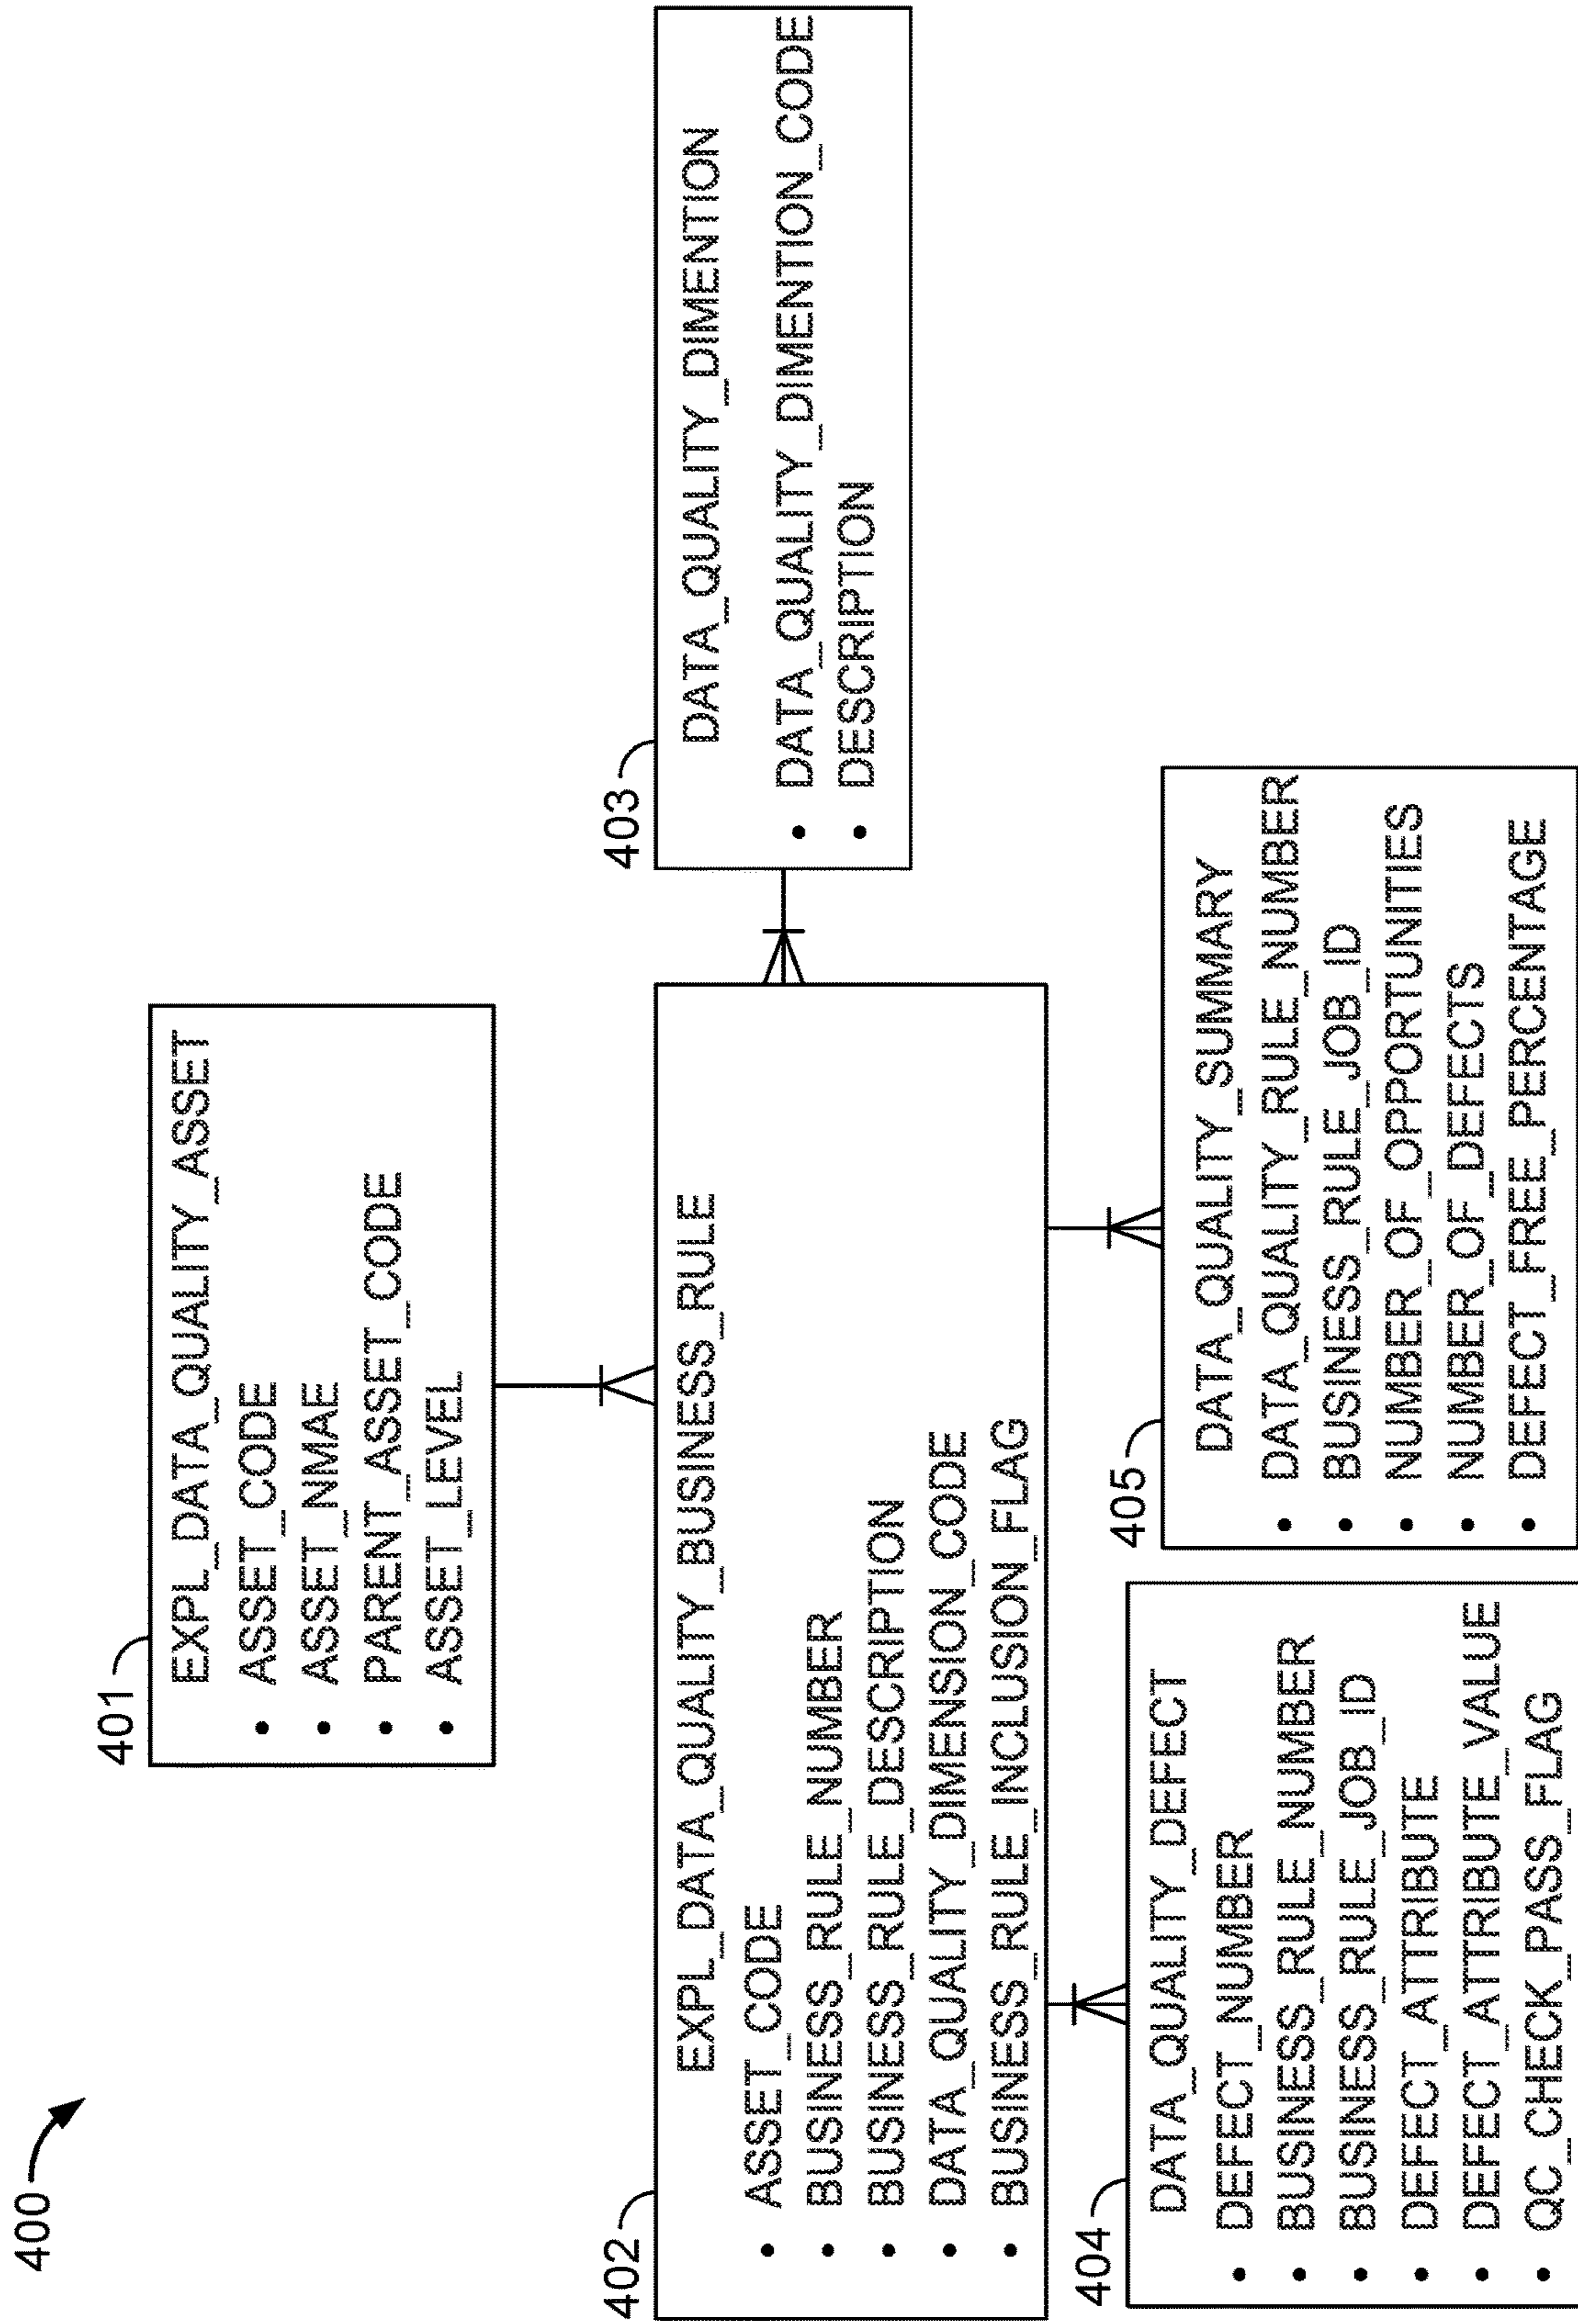 400
401
EXPL_DATA_QUALITY_ASSET
• ASSET_CODE
• ASSET_NMAE
• PARENT_ASSET_CODE
• ASSET_LEVEL
402
EXPL_DATA_QUALITY_BUSINESS_RULE
• ASSET_CODE
• BUSINESS_RULE_NUMBER
• BUSINESS_RULE_DESCRIPTION
• DATA_QUALITY_DIMENSION_CODE
• BUSINESS_RULE_INCLUSION_FLAG
403
DATA_QUALITY_DIMENTION
• DATA_QUALITY_DIMENTION_CODE
• DESCRIPTION
404
DATA_QUALITY_DEFECT
• DEFECT_NUMBER
• BUSINESS_RULE_NUMBER
• BUSINESS_RULE_JOB_ID
• DEFECT_ATTRIBUTE
• DEFECT_ATTRIBUTE_VALUE
• QC_CHECK_PASS_FLAG
405
DATA_QUALITY_SUMMARY
• DATA_QUALITY_RULE_NUMBER
• BUSINESS_RULE_JOB_ID
• NUMBER_OF_OPPORTUNITIES
• NUMBER_OF_DEFECTS
• DEFECT_FREE_PERCENTAGE